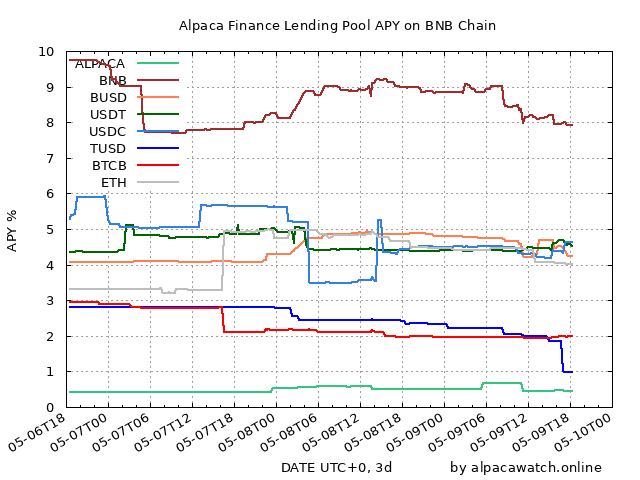 Alpaca Finance Lending Pool APY on BNB Chain
10
9
8
7
6
5
4
3
2
1
0
APY %
ALPACA
BNB
BUSD
USDT
USDC
TUSD
BTCB
ETH
05-06T18
05-07T00
05-07T06
05-07T12
05-07T18
05-08T00
05-08T06
05-08T12
05-08T18
05-09T00
05-09T06
05-09T12
05-09T18
05-10T00
DATE UTC+0, 3d
by alpacawatch.online